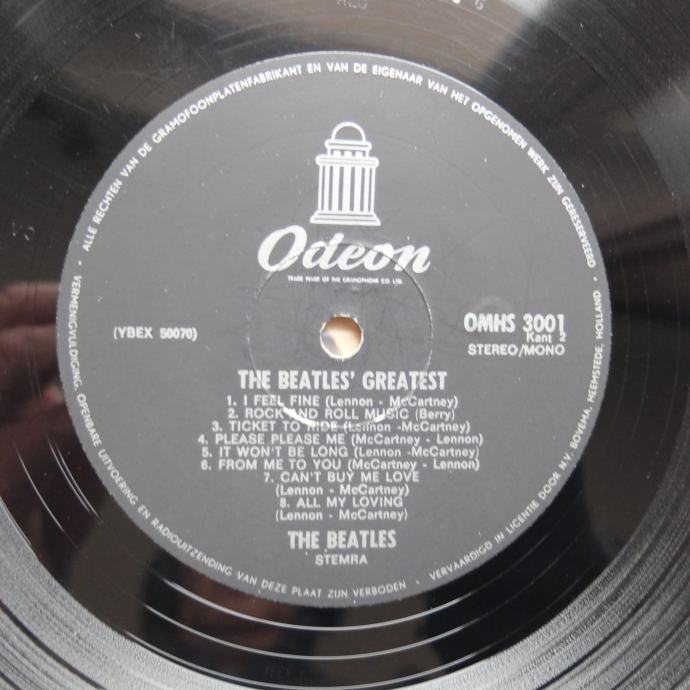 • ALLE RECHTEN VAN DE GRAMOFOONPLATENFABRIKANT EN VAN DE EIGENAAR VAN HET OPGENOMEN WERK ZIJN GERESERVEERD •
Odeon
TRADE MARK OF THE GRAMOPHONE CO. LTD.
(YBEX 50070)
OMHS 3001
Kant 2
STEREO/MONO
THE BEATLES' GREATEST
1. I FEEL FINE (Lennon - McCartney)
2. ROCK AND ROLL MUSIC (Berry)
3. TICKET TO RIDE (Lennon - McCartney)
4. PLEASE PLEASE ME (McCartney - Lennon)
5. IT WON'T BE LONG (Lennon -McCartney)
6. FROM ME TO YOU (McCartney - Lennon)
7. CAN'T BUY ME LOVE
(Lennon - McCartney)
8. ALL MY LOVING
(Lennon - McCartney)
THE BEATLES
STEMRA
VERMENIGVULDIGING, OPENBARE UITVOERING EN RADIOUITZENDING VAN DEZE PLAAT ZIJN VERBODEN •
VERVAARDIGD IN LICENTIE DOOR N.V. BOVEMA, HEEMSTEDE, HOLLAND •